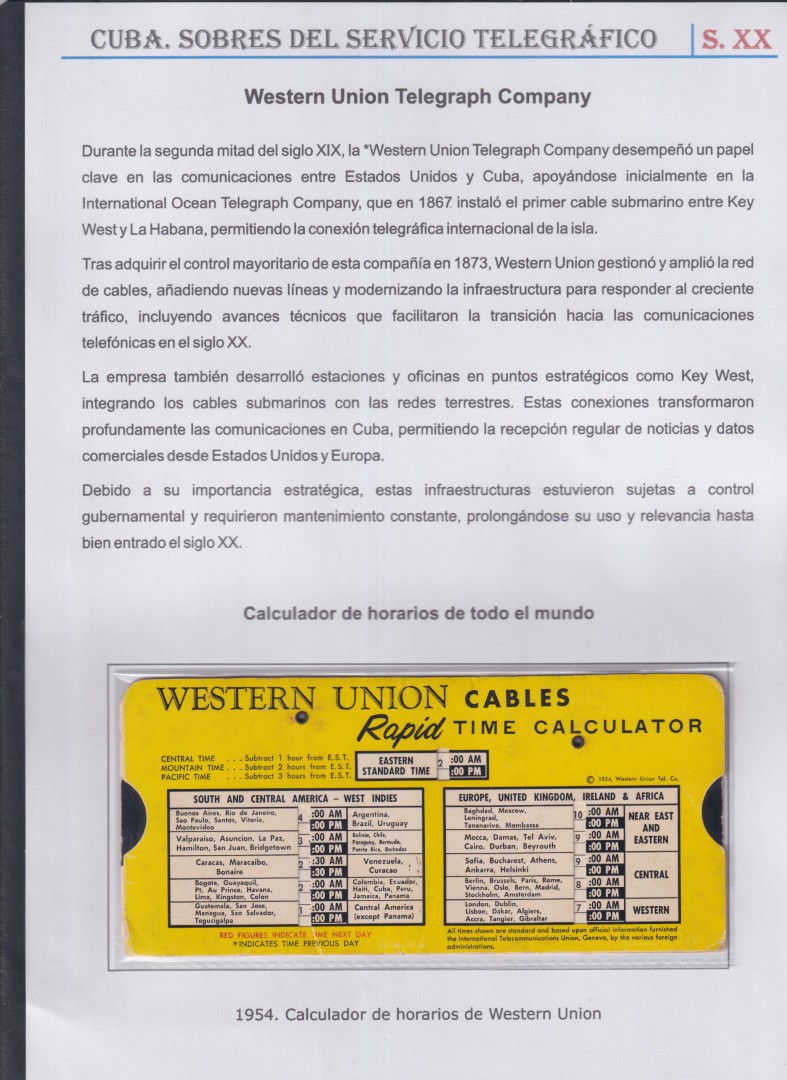 CUBA. SOBRES DEL SERVICIO TELEGRÁFICO S. XX
Western Union Telegraph Company
Durante la segunda mitad del siglo XIX, la *Western Union Telegraph Company desempeñó un papel
clave en las comunicaciones entre Estados Unidos y Cuba, apoyándose inicialmente en la
International Ocean Telegraph Company, que en 1867 instaló el primer cable submarino entre Key
West y La Habana, permitiendo la conexión telegráfica internacional de la isla.
Tras adquirir el control mayoritario de esta compañía en 1873, Western Union gestionó y amplió la red
de cables, añadiendo nuevas líneas y modernizando la infraestructura para responder al creciente
tráfico, incluyendo avances técnicos que facilitaron la transición hacia las comunicaciones
telefónicas en el siglo XX.
La empresa también desarrolló estaciones y oficinas en puntos estratégicos como Key West,
integrando los cables submarinos con las redes terrestres. Estas conexiones transformaron
profundamente las comunicaciones en Cuba, permitiendo la recepción regular de noticias y datos
comerciales desde Estados Unidos y Europa.
Debido a su importancia estratégica, estas infraestructuras estuvieron sujetas a control
gubernamental y requirieron mantenimiento constante, prolongándose su uso y relevancia hasta
bien entrado el siglo XX.
Calculador de horarios de todo el mundo
WESTERN UNION CABLES
Rapid TIME CALCULATOR
CENTRAL TIME . . . Subtract 1 hour from E.S.T.
MOUNTAIN TIME . . . Subtract 2 hours from E.S.T.
PACIFIC TIME . . . Subtract 3 hours from E.S.T.
EASTERN
STANDARD TIME
2 :00 AM
:00 PM
© 1954, Western Union Tel. Co.
SOUTH AND CENTRAL AMERICA – WEST INDIES
Buenos Aires, Rio de Janeiro,
Sao Paulo, Santos, Vitoria,
Montevideo
4 :00 AM
:00 PM
Argentina,
Brazil, Uruguay
Valparaiso, Asuncion, La Paz,
Hamilton, San Juan, Bridgetown
3 :00 AM
:00 PM
Bolivia, Chile,
Paraguay, Bermuda,
Puerto Rico, Barbados
Caracas, Maracaibo,
Bonaire
2 :30 AM
:30 PM
Venezuela,
Curacao
Bogota, Guayaquil,
Pt. Au Prince, Havana,
Lima, Kingston, Colon
2 :00 AM
:00 PM
Colombia, Ecuador,
Haiti, Cuba, Peru,
Jamaica, Panama
Guatemala, San Jose,
Managua, San Salvador,
Tegucigalpa
1 :00 AM
:00 PM
Central America
(except Panama)
RED FIGURES INDICATE TIME NEXT DAY
*INDICATES TIME PREVIOUS DAY
EUROPE, UNITED KINGDOM, IRELAND & AFRICA
Baghdad, Moscow,
Leningrad,
Tananarive, Mombassa
10 :00 AM
:00 PM
Mecca, Damas, Tel Aviv,
Cairo, Durban, Beyrouth
9 :00 AM
:00 PM
NEAR EAST
AND
EASTERN
Sofia, Bucharest, Athens,
Ankarra, Helsinki
9 :00 AM
:00 PM
Berlin, Brussels, Paris, Rome,
Vienna, Oslo, Bern, Madrid,
Stockholm, Amsterdam
8 :00 AM
:00 PM
CENTRAL
London, Dublin,
Lisbon, Dakar, Algiers,
Accra, Tangier, Gibraltar
7 :00 AM
:00 PM
WESTERN
All times shown are standard and based upon official information furnished
the International Telecommunications Union, Geneva, by the various foreign
administrations.
1954. Calculador de horarios de Western Union